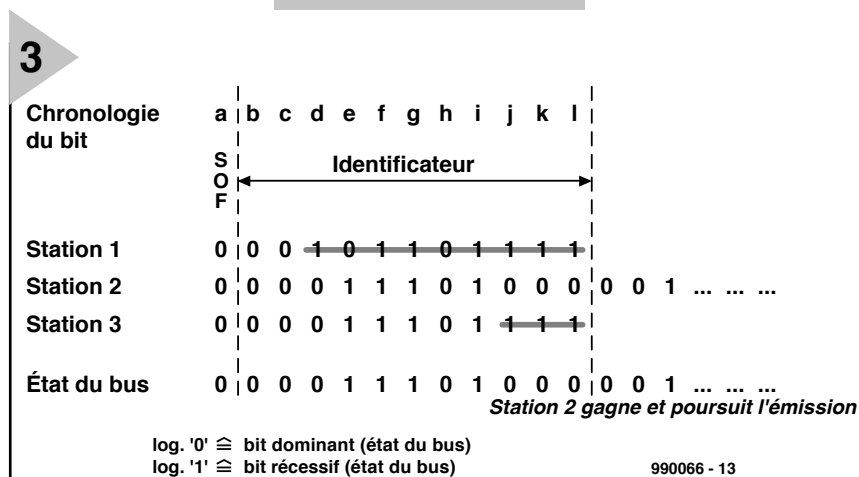 3
Chronologie a b c d e f g h i j k l
du bit
S
O Identificateur
F
Station 1 0 0 0 1 0 1 1 0 1 1 1 1
Station 2 0 0 0 0 1 1 1 0 1 0 0 0 0 0 1 ... ... ...
Station 3 0 0 0 0 1 1 1 0 1 1 1 1
État du bus 0 0 0 0 1 1 1 0 1 0 0 0 0 0 1 ... ... ...
Station 2 gagne et poursuit l'émission
log. '0' ≙ bit dominant (état du bus)
log. '1' ≙ bit récessif (état du bus) 990066 - 13